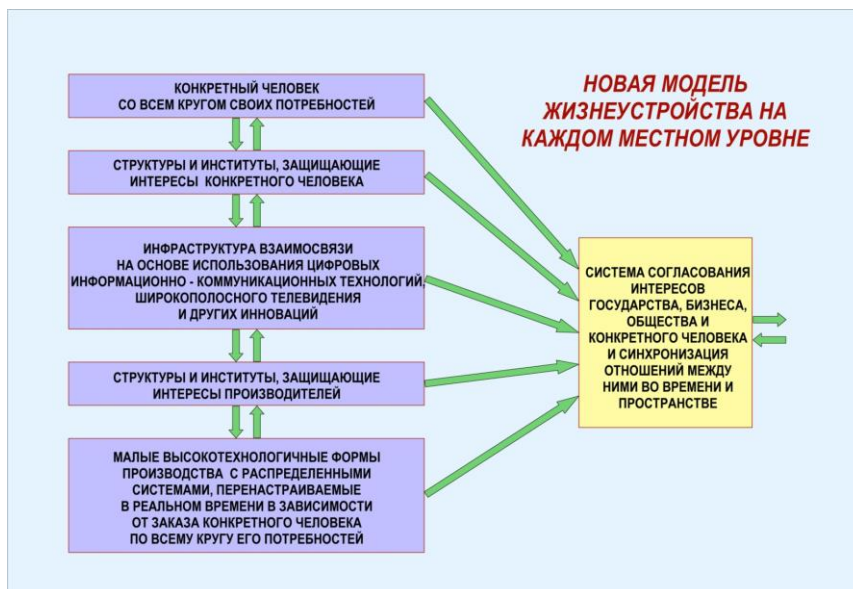 КОНКРЕТНЫЙ ЧЕЛОВЕК
СО ВСЕМ КРУГОМ СВОИХ ПОТРЕБНОСТЕЙ
НОВАЯ МОДЕЛЬ
ЖИЗНЕУСТРОЙСТВА НА
КАЖДОМ МЕСТНОМ УРОВНЕ
СТРУКТУРЫ И ИНСТИТУТЫ, ЗАЩИЩАЮЩИЕ
ИНТЕРЕСЫ КОНКРЕТНОГО ЧЕЛОВЕКА
ИНФРАСТРУКТУРА ВЗАИМОСВЯЗИ
НА ОСНОВЕ ИСПОЛЬЗОВАНИЯ ЦИФРОВЫХ
ИНФОРМАЦИОННО - КОММУНИКАЦИОННЫХ ТЕХНОЛОГИЙ,
ШИРОКОПОЛОСНОГО ТЕЛЕВИДЕНИЯ
И ДРУГИХ ИННОВАЦИЙ
СТРУКТУРЫ И ИНСТИТУТЫ, ЗАЩИЩАЮЩИЕ
ИНТЕРЕСЫ ПРОИЗВОДИТЕЛЕЙ
МАЛЫЕ ВЫСОКОТЕХНОЛОГИЧНЫЕ ФОРМЫ
ПРОИЗВОДСТВА С РАСПРЕДЕЛЕННЫМИ
СИСТЕМАМИ, ПЕРЕНАСТРАИВАЕМЫЕ
В РЕАЛЬНОМ ВРЕМЕНИ В ЗАВИСИМОСТИ
ОТ ЗАКАЗА КОНКРЕТНОГО ЧЕЛОВЕКА
ПО ВСЕМУ КРУГУ ЕГО ПОТРЕБНОСТЕЙ
СИСТЕМА СОГЛАСОВАНИЯ
ИНТЕРЕСОВ
ГОСУДАРСТВА, БИЗНЕСА,
ОБЩЕСТВА И
КОНКРЕТНОГО ЧЕЛОВЕКА
И СИНХРОНИЗАЦИЯ
ОТНОШЕНИЙ МЕЖДУ
НИМИ ВО ВРЕМЕНИ И
ПРОСТРАНСТВЕ